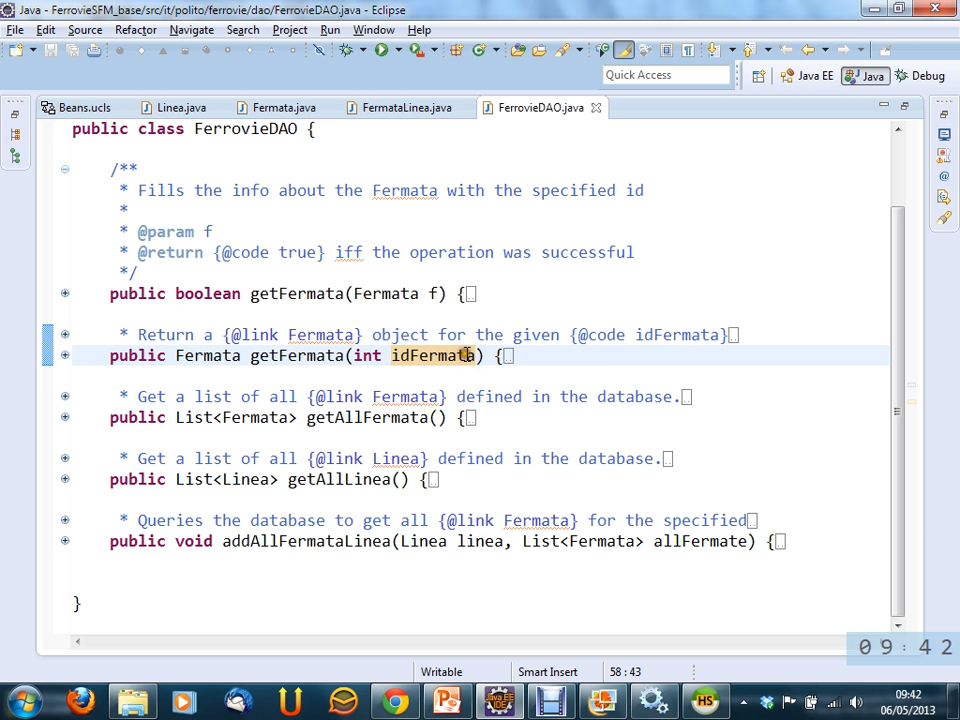 Java - FerrovieSFM_base/src/it/polito/ferrovie/dao/FerrovieDAO.java - Eclipse
File Edit Source Refactor Navigate Search Project Run Window Help
Quick Access
Java EE Java Debug
Beans.ucls Linea.java Fermata.java FermataLinea.java FerrovieDAO.java
public class FerrovieDAO {
/**
* Fills the info about the Fermata with the specified id
*
* @param f
* @return {@code true} iff the operation was successful
*/
public boolean getFermata(Fermata f) {
* Return a {@link Fermata} object for the given {@code idFermata}
public Fermata getFermata(int idFermata) {
* Get a list of all {@link Fermata} defined in the database.
public List<Fermata> getAllFermata() {
* Get a list of all {@link Linea} defined in the database.
public List<Linea> getAllLinea() {
* Queries the database to get all {@link Fermata} for the specified
public void addAllFermataLinea(Linea linea, List<Fermata> allFermate) {
}
09:42
Writable Smart Insert 58 : 43
09:42
06/05/2013